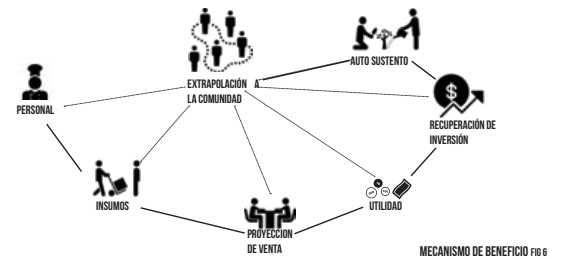 AUTO SUSTENTO
EXTRAPOLACIÓN A
LA COMUNIDAD
PERSONAL
$
RECUPERACIÓN DE
INVERSIÓN
INSUMOS
UTILIDAD
PROYECCION
DE VENTA
MECANISMO DE BENEFICIO FIG 6